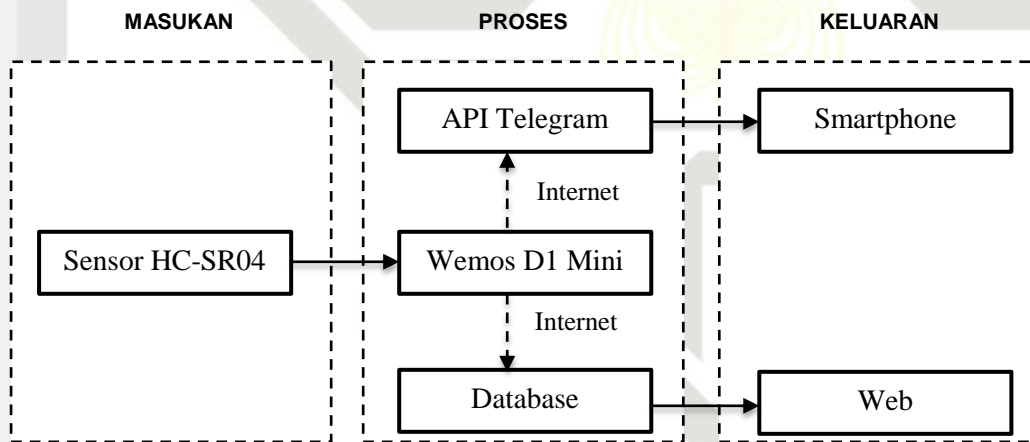 MASUKAN
PROSES
KELUARAN
API Telegram
Smartphone
Internet
Sensor HC-SR04
Wemos D1 Mini
Internet
Database
Web